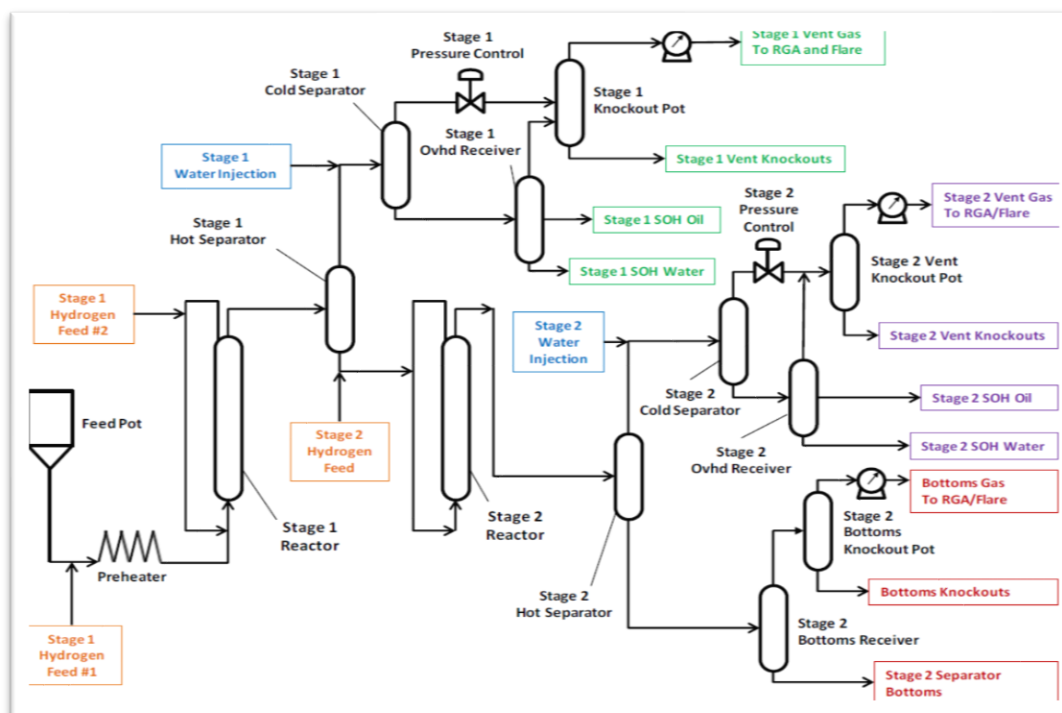 Stage 1 Vent Gas
To RGA and Flare
Stage 1
Pressure Control
Stage 1
Cold Separator
Stage 1
Knockout Pot
Stage 1
Ovhd Receiver
Stage 1
Water Injection
Stage 1 Vent Knockouts
Stage 2
Pressure
Control
Stage 2 Vent Gas
To RGA/Flare
Stage 1
Hot Separator
Stage 1 SOH Oil
Stage 2 Vent
Knockout Pot
Stage 1 SOH Water
Stage 1
Hydrogen
Feed #2
Stage 2
Water
Injection
Stage 2 Vent Knockouts
Stage 2
Cold Separator
Stage 2 SOH Oil
Feed Pot
Stage 2
Hydrogen
Feed
Stage 2
Ovhd Receiver
Stage 2 SOH Water
Bottoms Gas
To RGA/Flare
Stage 1
Reactor
Stage 2
Reactor
Stage 2
Bottoms
Knockout Pot
Preheater
Stage 2
Hot Separator
Bottoms Knockouts
Stage 2
Bottoms Receiver
Stage 1
Hydrogen
Feed #1
Stage 2 Separator
Bottoms